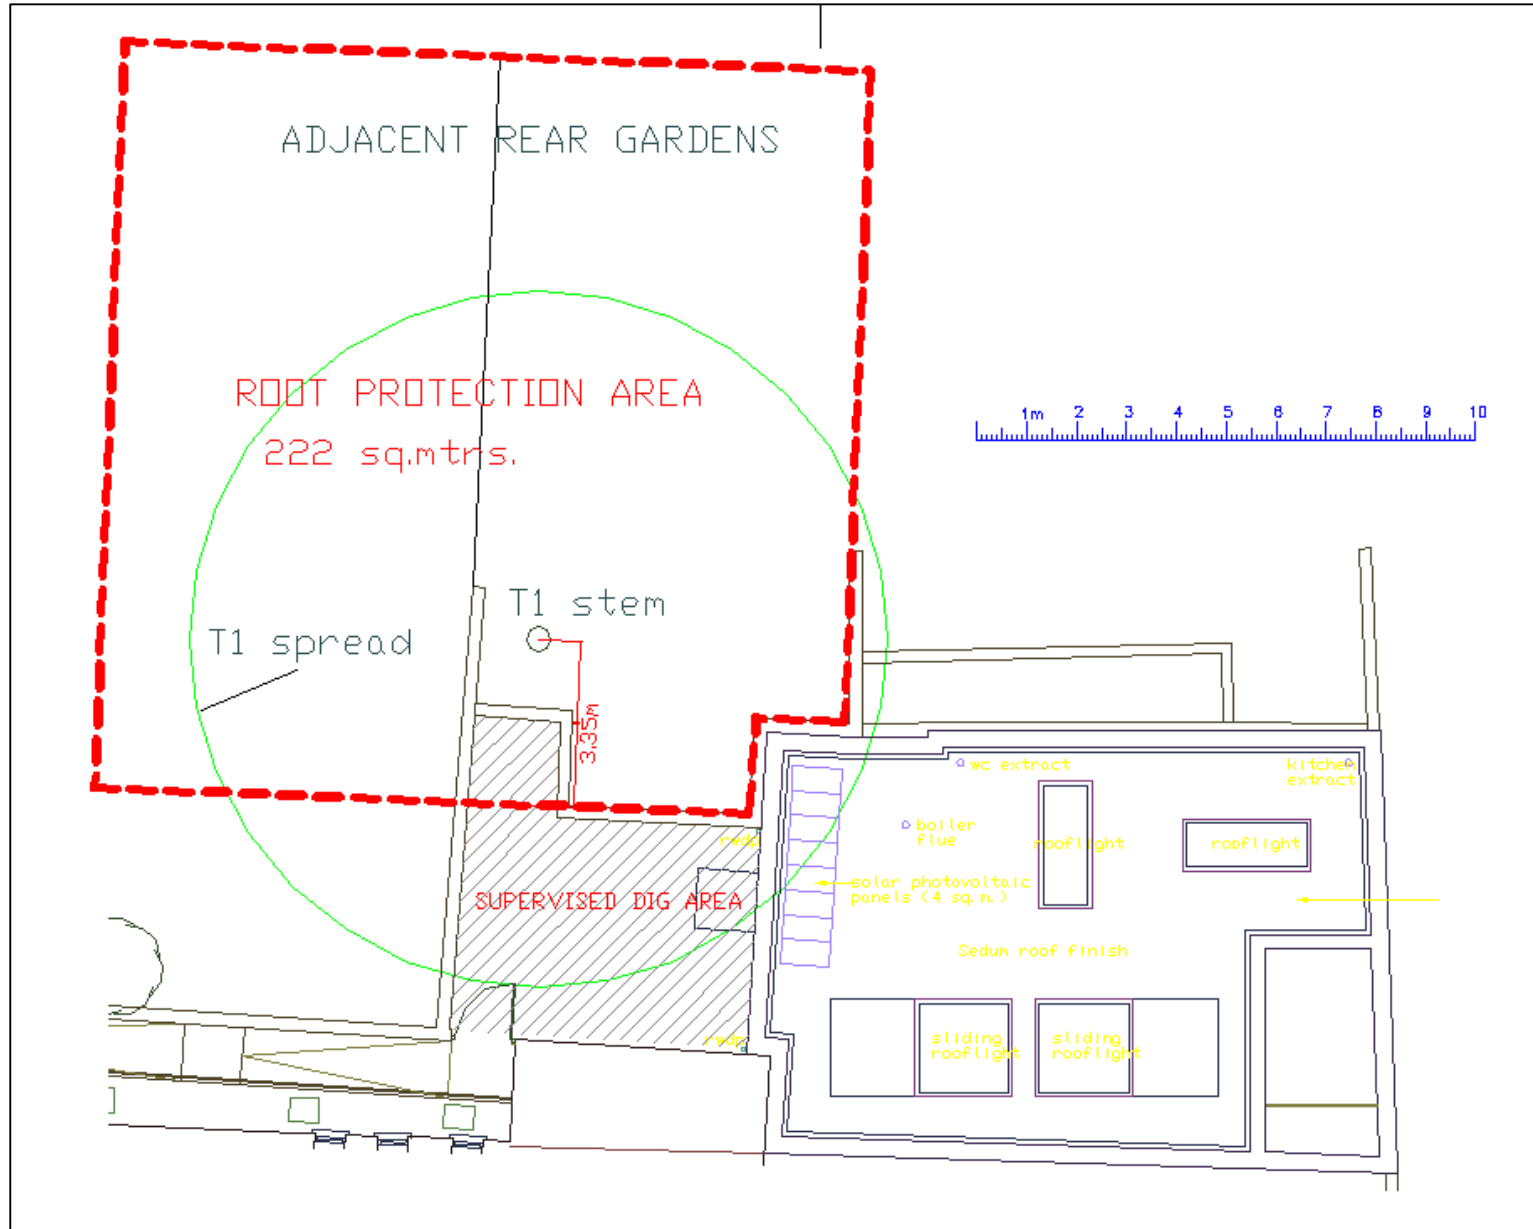 ADJACENT REAR GARDENS
ROOT PROTECTION AREA
222 sq.mtrs.
1m 2 3 4 5 6 7 8 9 10
T1 stem
T1 spread
3.35m
wc extract
kitchen
extract
boiler
flue
rwdp
rooflight
rooflight
solar photovoltaic
panels (4 sq.m.)
SUPERVISED DIG AREA
Sedum roof finish
rwdp
sliding
rooflight
sliding
rooflight